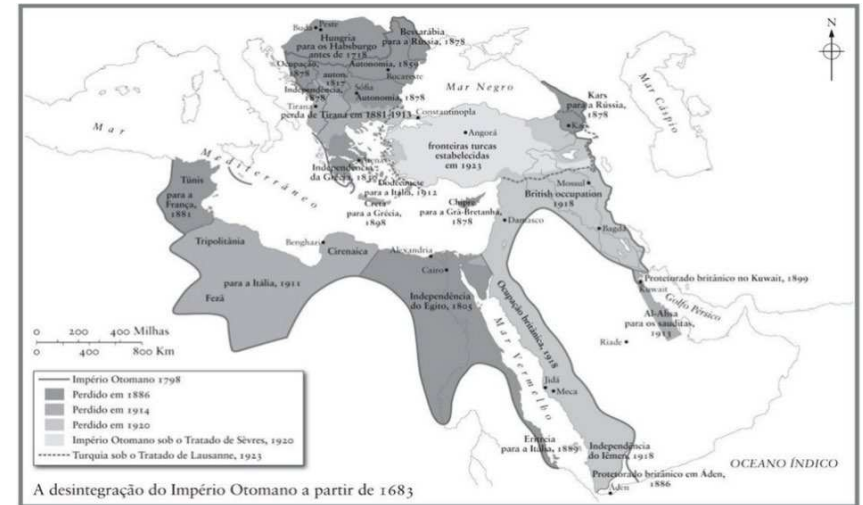 Buda
Peste
Hungria
para os Habsburgo
antes de 1718
Bessarábia
para a Rússia, 1878
Ocupação,
1878
Autonomia, 1859
Bucareste
auton.
1817
Independência,
1878
Sófia
Autonomia, 1878
Tirana
perda de Tirana em 1881-1913
Constantinopla
Mar Negro
Kars
para a Rússia,
1878
Kars
Mar Cáspio
N
Mar
Mediterrâneo
Angorá
fronteiras turcas
estabelecidas
em 1923
Atenas
Independência
da Grécia, 1830
Dodecaneso
para a Itália, 1912
Creta
para a Grécia,
1898
Chipre
para a Grã-Bretanha,
1878
Mossul
British occupation
1918
Damasco
Bagdá
Túnis
para a
França,
1881
Tripolitânia
Benghazi
Cirenaica
Alexandria
Cairo
para a Itália, 1911
Fezã
Independência
do Egito, 1805
Ocupação britânica, 1918
Mar Vermelho
Protetorado britânico no Kuwait, 1899
Kuwait
Golfo Pérsico
Al-Ahsa
para os sauditas,
1913
Riade
Jidá
Meca
Eritreia
para a Itália, 1889
Independência
do Iêmen, 1918
Protetorado britânico em Áden,
1886
Áden
OCEANO ÍNDICO
0 200 400 Milhas
0 400 800 Km
Império Otomano 1798
Perdido em 1886
Perdido em 1914
Perdido em 1920
Império Otomano sob o Tratado de Sèvres, 1920
Turquia sob o Tratado de Lausanne, 1923
A desintegração do Império Otomano a partir de 1683